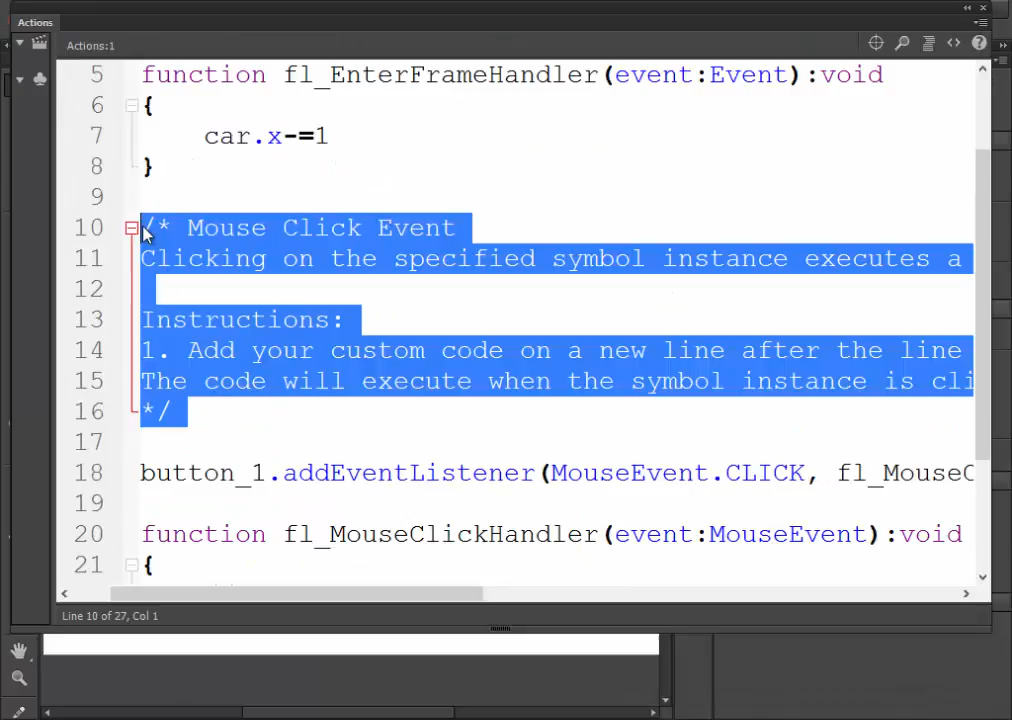 Actions
Actions:1
5 function fl_EnterFrameHandler(event:Event):void
6 {
7 car.x-=1
8 }
9
10 /* Mouse Click Event
11 Clicking on the specified symbol instance executes a
12
13 Instructions:
14 1. Add your custom code on a new line after the line
15 The code will execute when the symbol instance is cli
16 */
17
18 button_1.addEventListener(MouseEvent.CLICK, fl_MouseC
19
20 function fl_MouseClickHandler(event:MouseEvent):void
21 {
Line 10 of 27, Col 1